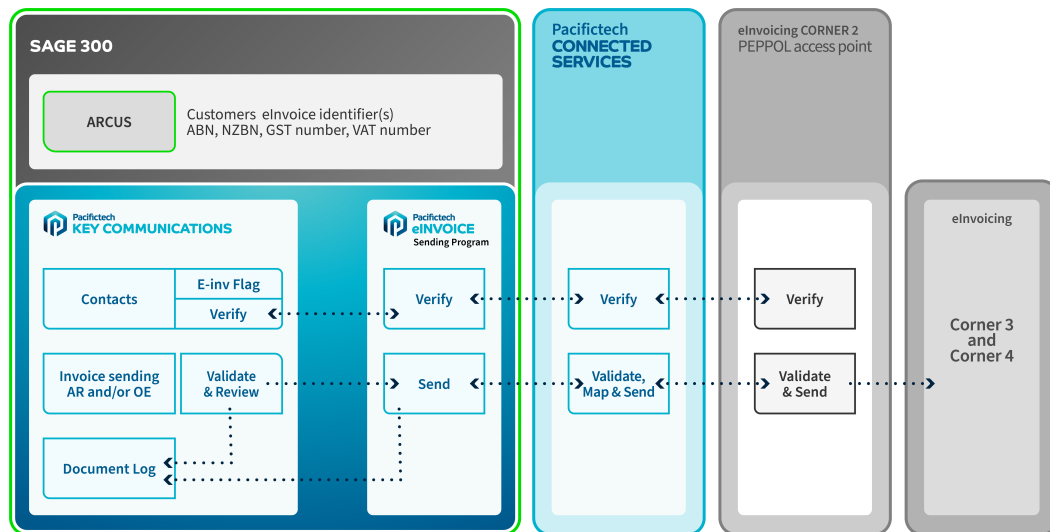 SAGE 300
ARCUS
Customers eInvoice identifier(s)
ABN, NZBN, GST number, VAT number
Pacifictech
CONNECTED
SERVICES
eInvoicing CORNER 2
PEPPOL access point
Pacifictech
KEY COMMUNICATIONS
Pacifictech
eINVOICE
Sending Program
eInvoicing
Contacts
E-inv Flag
Verify
Verify
Verify
Verify
Corner 3
and
Corner 4
Invoice sending
AR and/or OE
Validate
& Review
Send
Validate,
Map & Send
Validate
& Send
Document Log